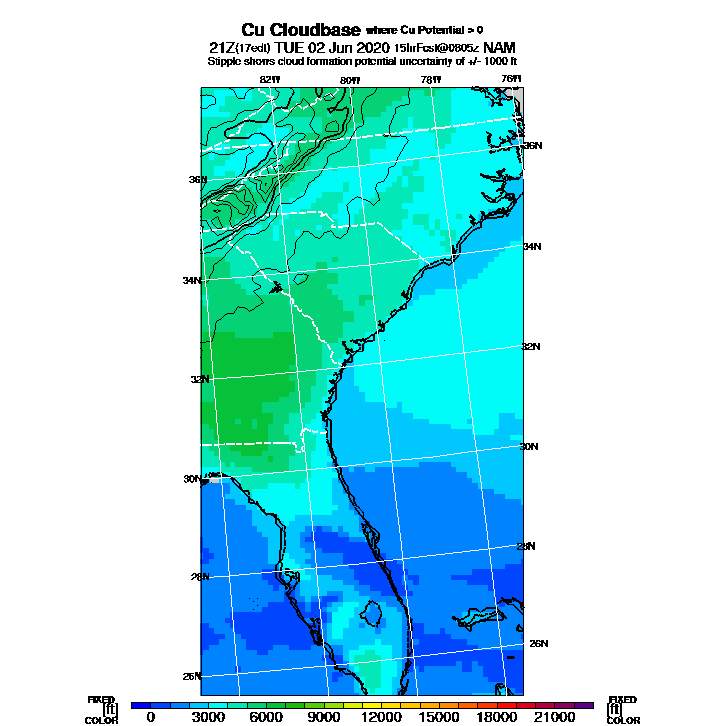 Cu Cloudbase where Cu Potential > 0
21Z(17edt) TUE 02 Jun 2020 15hrFcst@0805z NAM
Stipple shows cloud formation potential uncertainty of +/- 1000 ft
82W 80W 78W 76W
36N
36N
34N
34N
32N
32N
30N
30N
28N
28N
26N
26N
FIXED FIXED
[ft] 0 3000 6000 9000 12000 15000 18000 21000 [ft]
COLOR COLOR